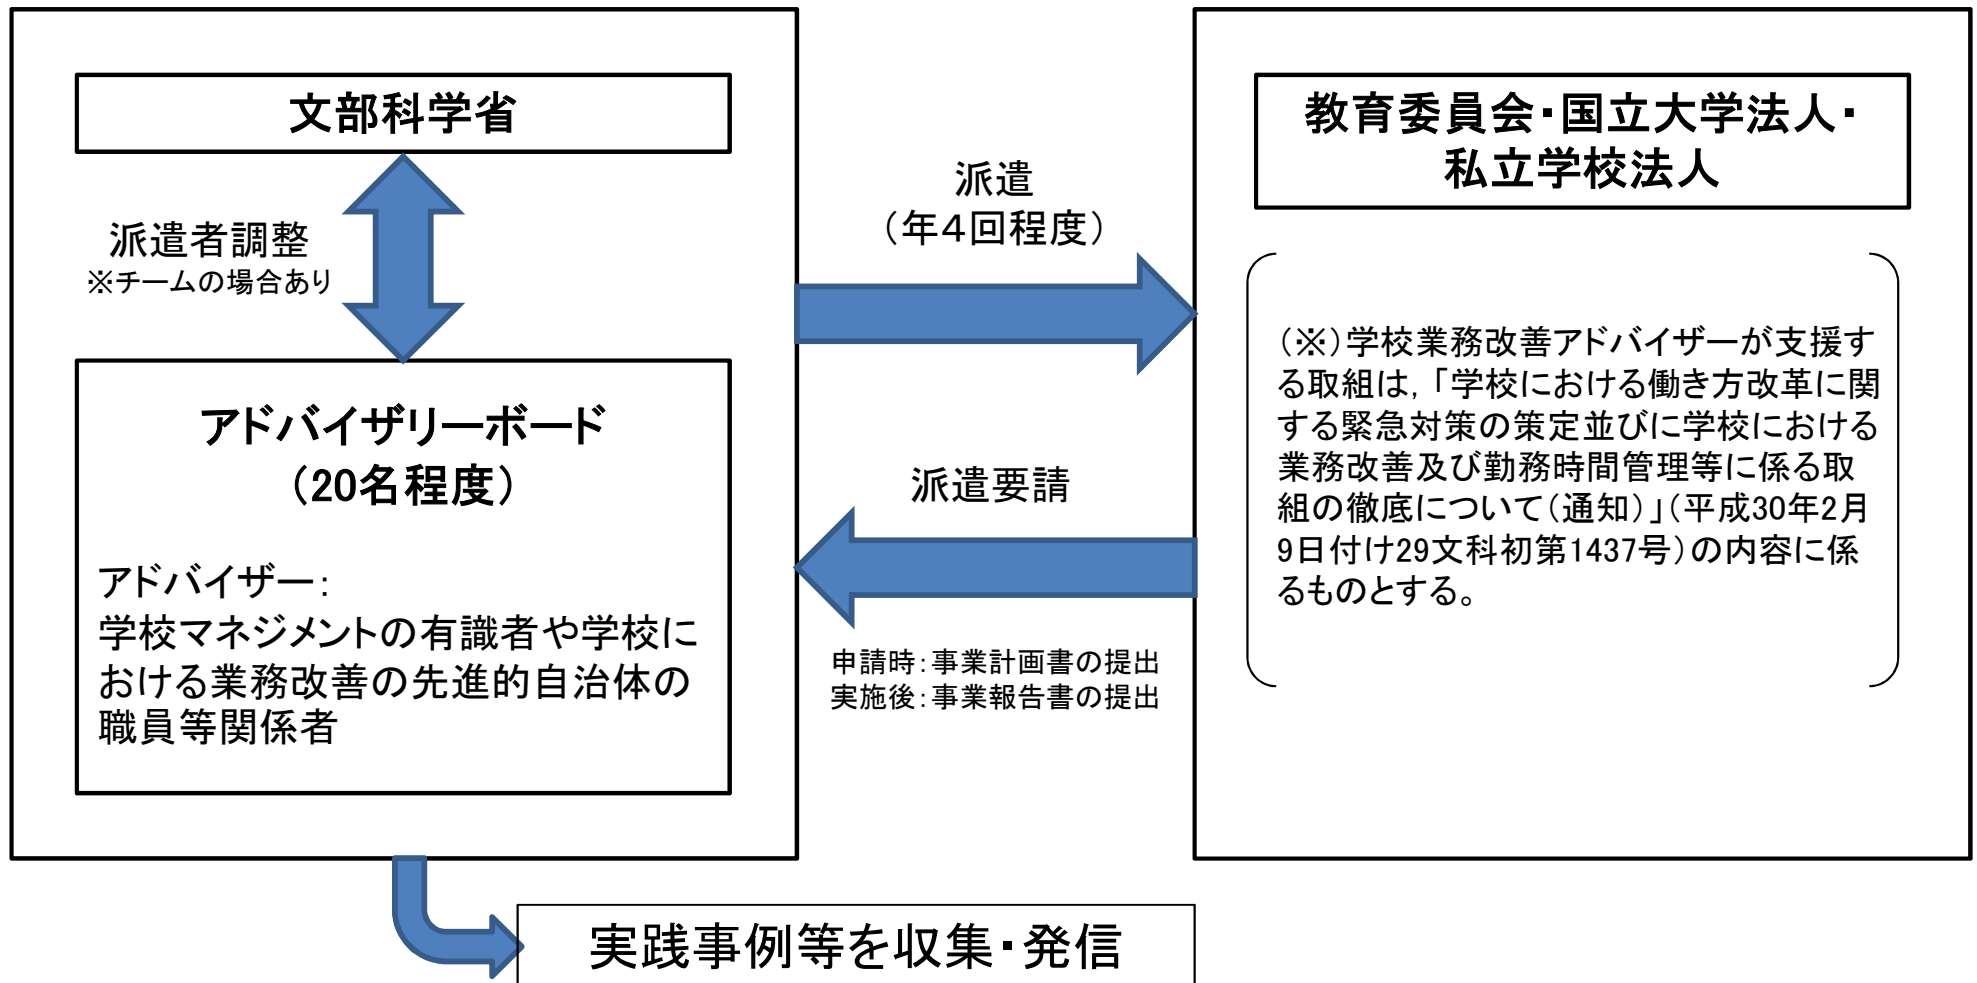 文部科学省
派遣者調整
※チームの場合あり
アドバイザリーボード
（20名程度）
アドバイザー：
学校マネジメントの有識者や学校に
おける業務改善の先進的自治体の
職員等関係者
派遣
（年4回程度）
派遣要請
申請時：事業計画書の提出
実施後：事業報告書の提出
教育委員会・国立大学法人・
私立学校法人
（※）学校業務改善アドバイザーが支援す
る取組は，「学校における働き方改革に関
する緊急対策の策定並びに学校における
業務改善及び勤務時間管理等に係る取
組の徹底について（通知）」（平成30年2月
9日付け29文科初第1437号）の内容に係
るものとする。
実践事例等を収集・発信